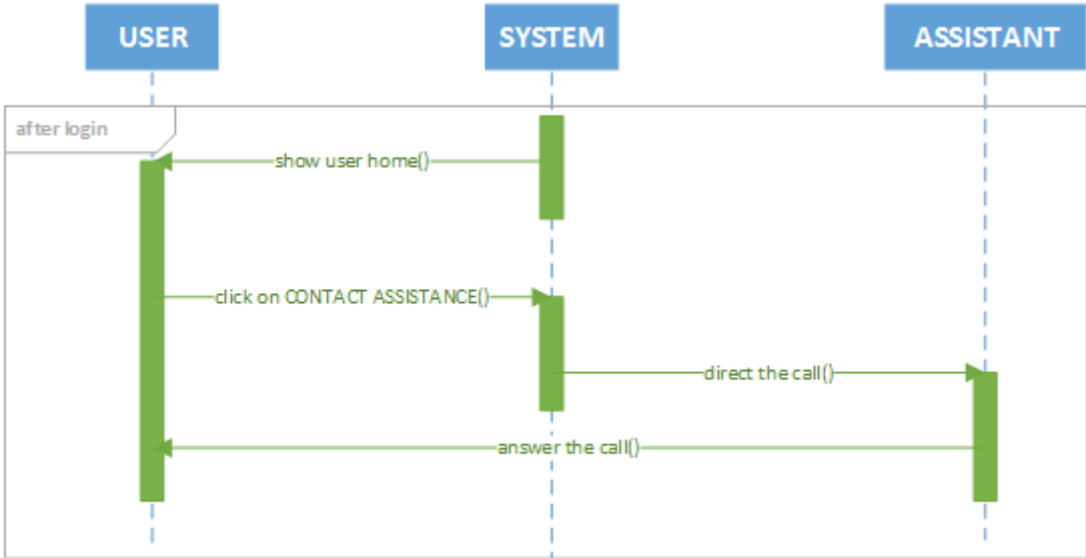 USER
SYSTEM
ASSISTANT
after login
show user home()
click on CONTACT ASSISTANCE()
direct the call()
answer the call()